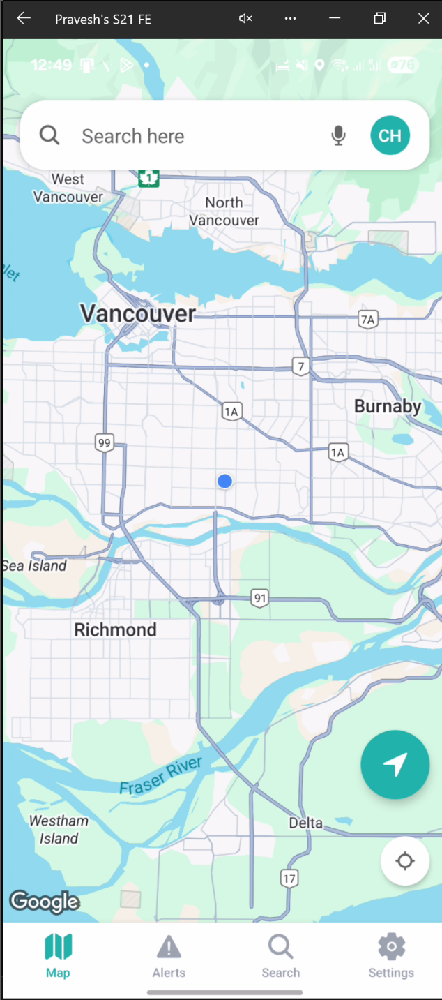 Pravesh's S21 FE
12:49
76
Search here
CH
1
West
Vancouver
North
Vancouver
let
Vancouver
7A
7
Burnaby
1A
99
1A
Sea Island
91
Richmond
Fraser River
Westham
Island
Delta
17
Google
Map
Alerts
Search
Settings